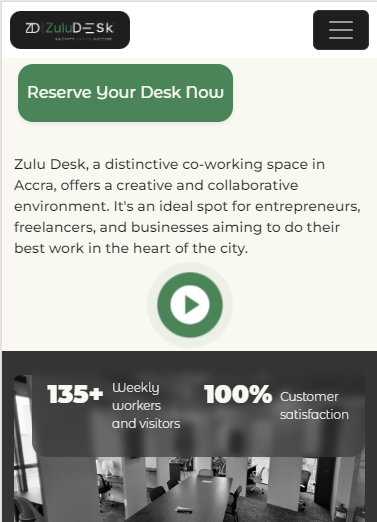 ZD ZuluDESk
Reserve Your Desk Now
Zulu Desk, a distinctive co-working space in
Accra, offers a creative and collaborative
environment. It's an ideal spot for entrepreneurs,
freelancers, and businesses aiming to do their
best work in the heart of the city.
135+ Weekly
workers
and visitors
100% Customer
satisfaction